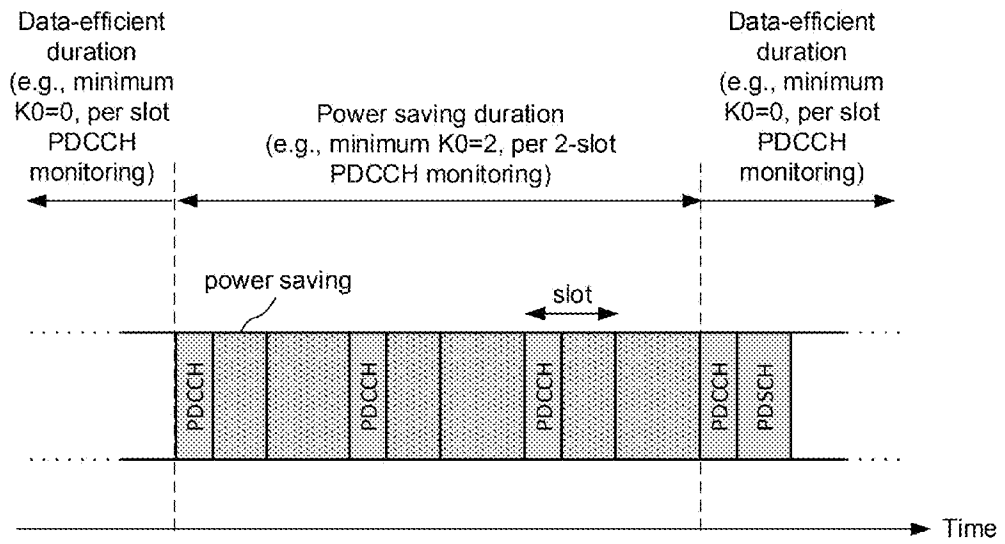 Data-efficient
duration
(e.g., minimum
K0=0, per slot
PDCCH
monitoring)
Power saving duration
(e.g., minimum K0=2, per 2-slot
PDCCH monitoring)
Data-efficient
duration
(e.g., minimum
K0=0, per slot
PDCCH
monitoring)
power saving
slot
PDCCH
PDCCH
PDCCH
PDCCH
PDSCH
Time